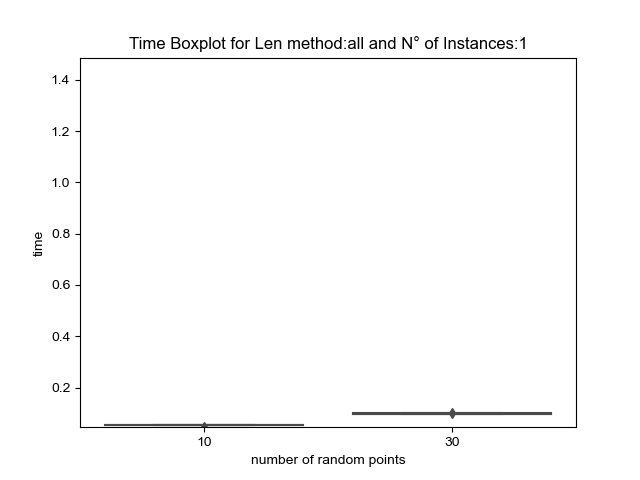 Time Boxplot for Len method:all and N° of Instances:1
1.4
1.2
1.0
0.8
0.6
0.4
0.2
time
10 30
number of random points